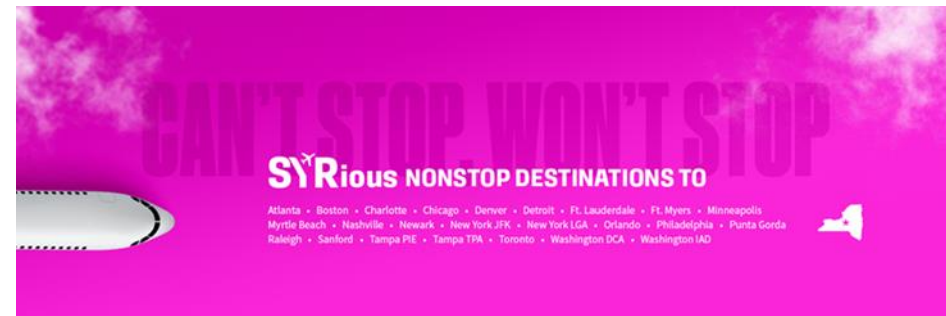 CAN'T STOP. WON'T STOP
SYRious NONSTOP DESTINATIONS TO
Atlanta • Boston • Charlotte • Chicago • Denver • Detroit • Ft. Lauderdale • Ft. Myers • Minneapolis
Myrtle Beach • Nashville • Newark • New York JFK • New York LGA • Orlando • Philadelphia • Punta Gorda
Raleigh • Sanford • Tampa PIE • Tampa TPA • Toronto • Washington DCA • Washington IAD